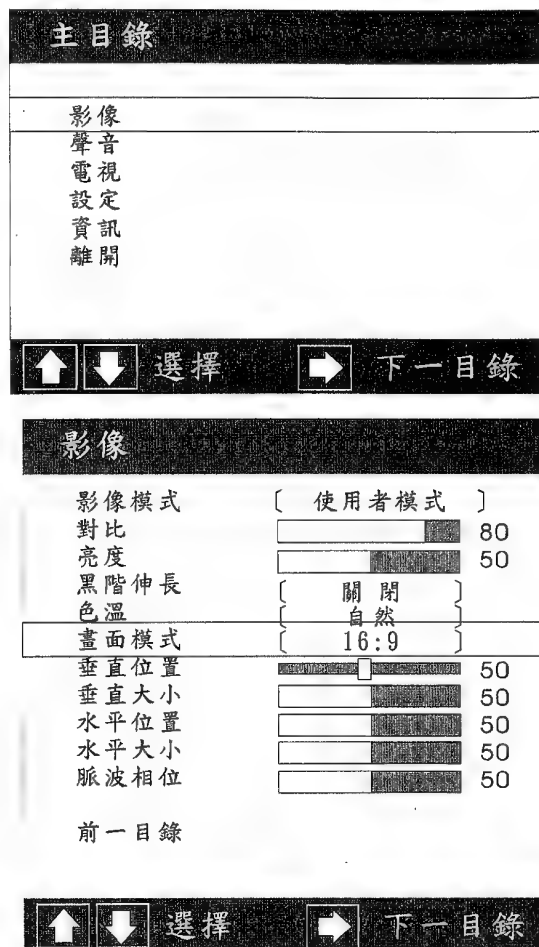 主目錄
影像
聲音
電視
設定
資訊
離開
選擇 下一目錄
影像
影像模式 〔 使用者模式 〕
對比 80
亮度 50
黑階伸長 〔 關閉 〕
色溫 〔 自然 〕
畫面模式 〔 16:9 〕
垂直位置 50
垂直大小 50
水平位置 50
水平大小 50
脈波相位 50
前一目錄
選擇 下一目錄